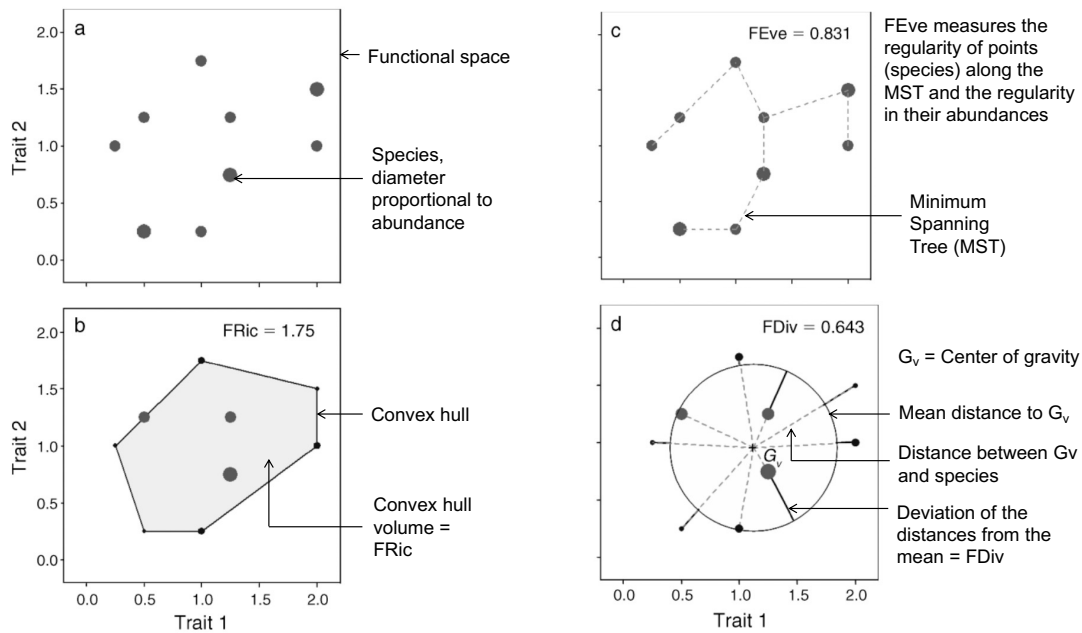 a
2.0
1.5
1.0
0.5
0.0
Trait 2
Functional space
Species,
diameter
proportional to
abundance
c
FEve = 0.831
FEve measures the
regularity of points
(species) along the
MST and the regularity
in their abundances
Minimum
Spanning
Tree (MST)
b
FRic = 1.75
2.0
1.5
1.0
0.5
0.0
Trait 2
0.0 0.5 1.0 1.5 2.0
Trait 1
Convex hull
Convex hull
volume =
FRic
d
FDiv = 0.643
Gv
0.0 0.5 1.0 1.5 2.0
Trait 1
Gv = Center of gravity
Mean distance to Gv
Distance between Gv
and species
Deviation of the
distances from the
mean = FDiv